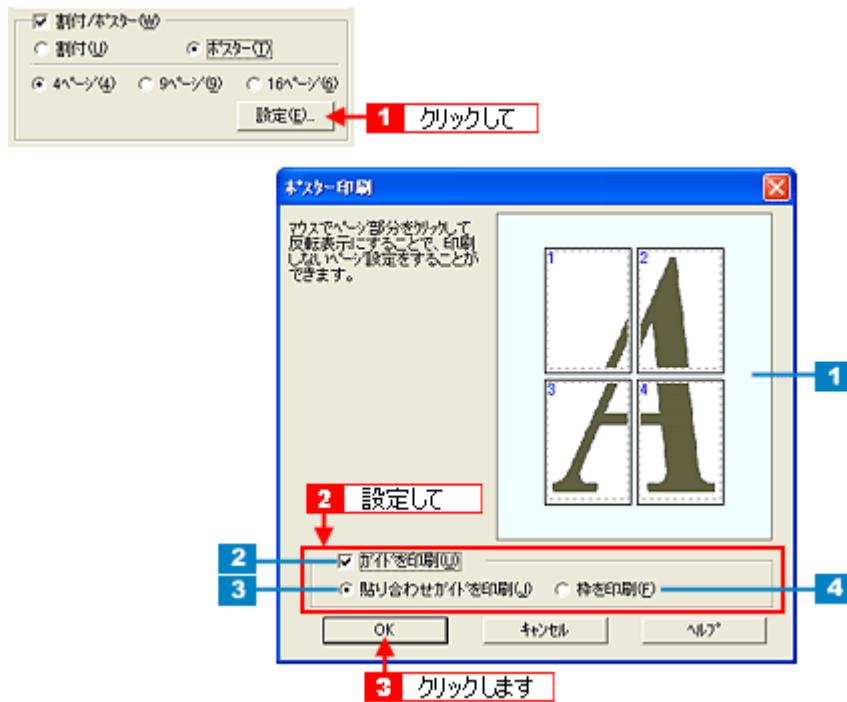 割付/ポスター(W)
割付(U) ポスター(T)
4ページ(4) 9ページ(9) 16ページ(6)
設定(E)...
1 クリックして
ポスター印刷
マウスでページ部分をクリックして
反転表示にすることで、印刷
しないページ設定をすることが
できます。
1 2
3 4
A
1
2 設定して
2 ガイドを印刷(U)
3 貼り合わせガイドを印刷(J) 枠を印刷(F) 4
OK キャンセル ヘルプ
3 クリックします